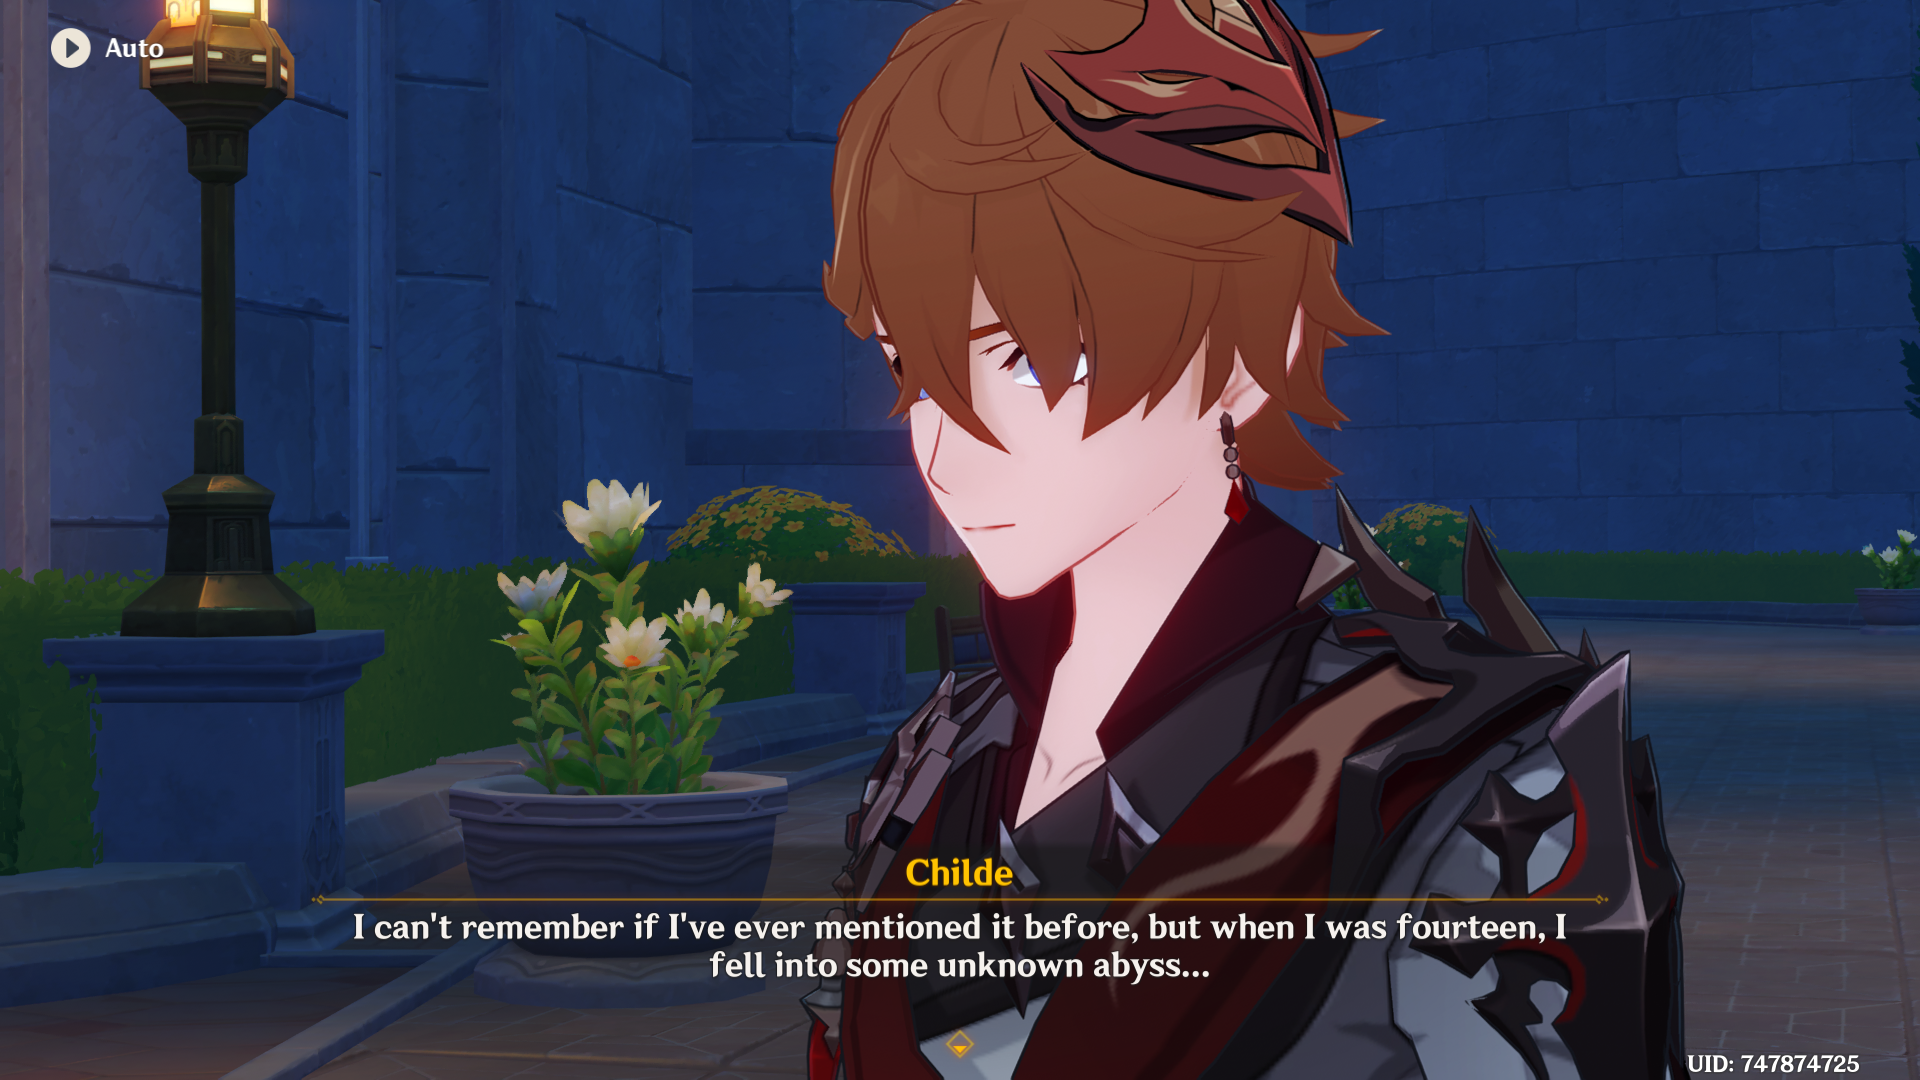 Auto
Childe
I can't remember if I've ever mentioned it before, but when I was fourteen, I
fell into some unknown abyss...
UID: 747874725